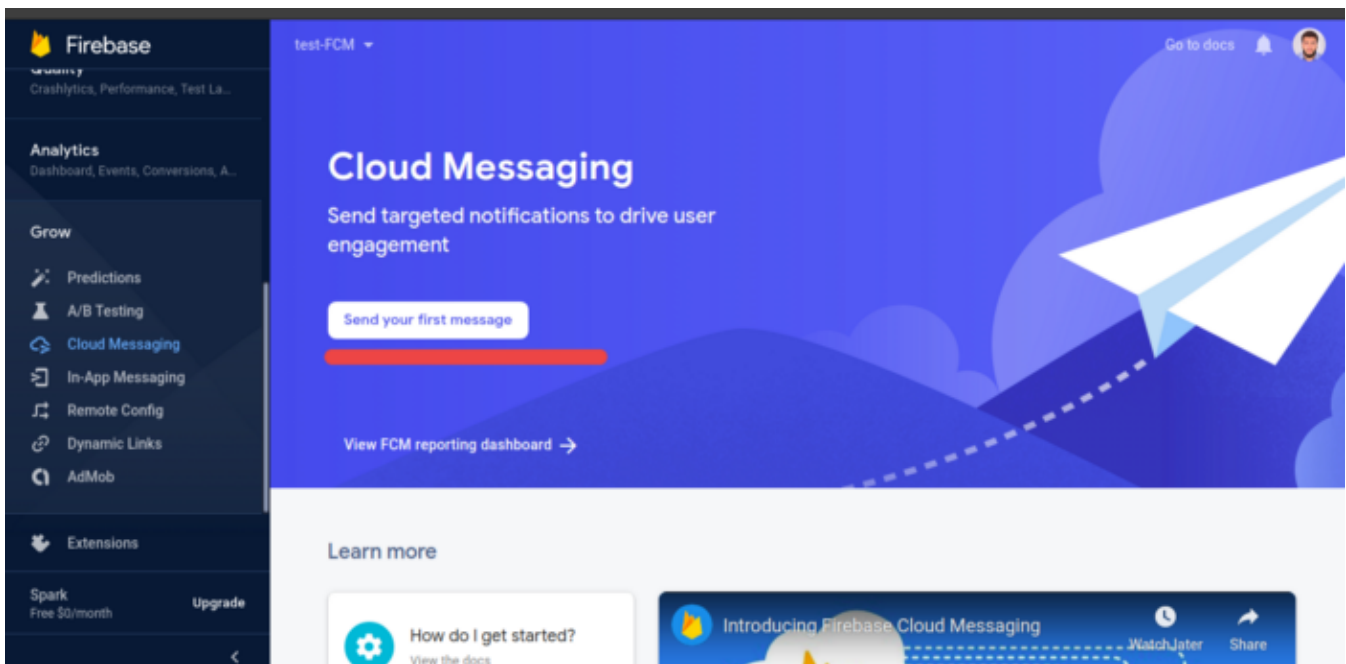 Firebase
Quality
Crashlytics, Performance, Test La...
Analytics
Dashboard, Events, Conversions, A...
Grow
Predictions
A/B Testing
Cloud Messaging
In-App Messaging
Remote Config
Dynamic Links
AdMob
Extensions
Spark
Free $0/month
Upgrade
test-FCM
Go to docs
Cloud Messaging
Send targeted notifications to drive user
engagement
Send your first message
View FCM reporting dashboard
Learn more
How do I get started?
View the docs
Introducing Firebase Cloud Messaging
Watch later
Share